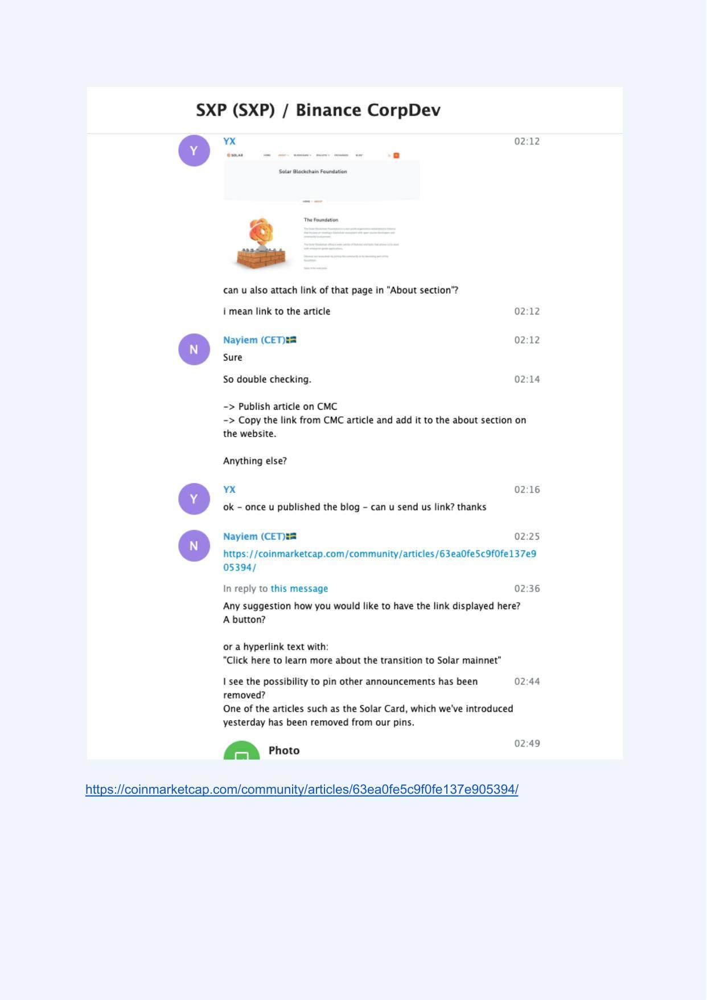 SXP (SXP) / Binance CorpDev
Y
YX
02:12
SOLAR
HOME
ABOUT
BLOCKCHAIN
WALLETS
EXCHANGES
BLOG
Solar Blockchain Foundation
HOME
ABOUT
The Foundation
can u also attach link of that page in "About section"?
i mean link to the article
02:12
N
Nayiem (CET)🇸🇪
02:12
Sure
So double checking.
02:14
-> Publish article on CMC
-> Copy the link from CMC article and add it to the about section on
the website.
Anything else?
Y
YX
02:16
ok - once u published the blog - can u send us link? thanks
N
Nayiem (CET)🇸🇪
02:25
https://coinmarketcap.com/community/articles/63ea0fe5c9f0fe137e9
05394/
In reply to this message
02:36
Any suggestion how you would like to have the link displayed here?
A button?
or a hyperlink text with:
"Click here to learn more about the transition to Solar mainnet"
I see the possibility to pin other announcements has been
02:44
removed?
One of the articles such as the Solar Card, which we've introduced
yesterday has been removed from our pins.
Photo
02:49
https://coinmarketcap.com/community/articles/63ea0fe5c9f0fe137e905394/